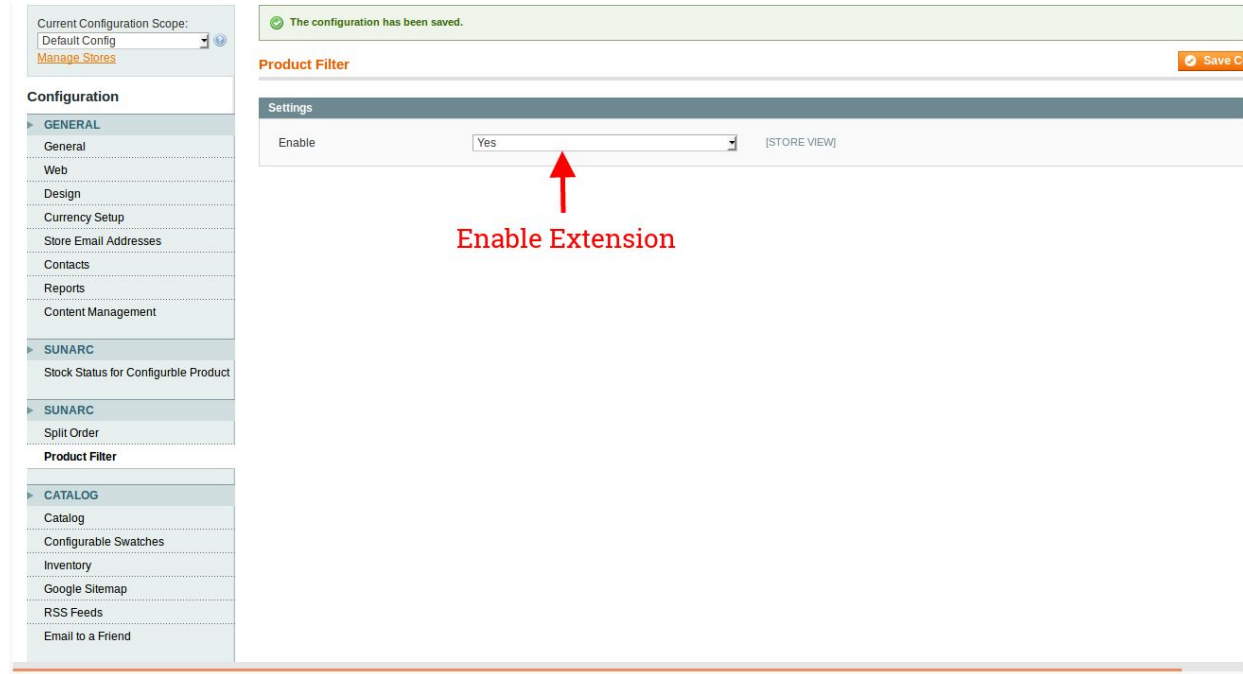 Current Configuration Scope:
Default Config
Manage Stores
Configuration
GENERAL
General
Web
Design
Currency Setup
Store Email Addresses
Contacts
Reports
Content Management
SUNARC
Stock Status for Configurble Product
SUNARC
Split Order
Product Filter
CATALOG
Catalog
Configurable Swatches
Inventory
Google Sitemap
RSS Feeds
Email to a Friend
The configuration has been saved.
Product Filter
Save C
Settings
Enable Yes [STORE VIEW]
Enable Extension